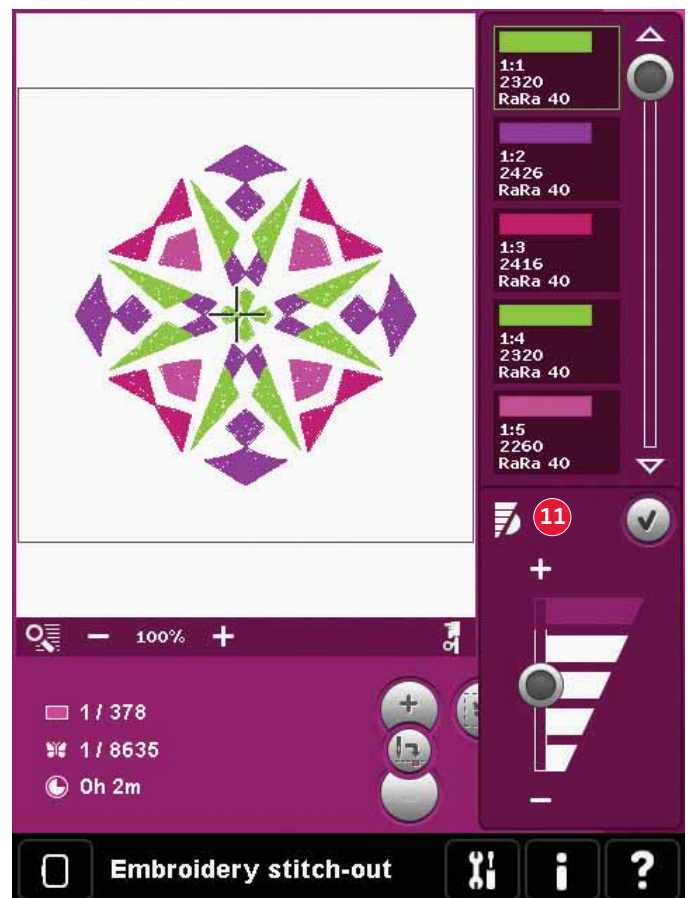 1:1
2320
RaRa 40
1:2
2426
RaRa 40
1:3
2416
RaRa 40
1:4
2320
RaRa 40
1:5
2260
RaRa 40
11
+
− 100% +
1 / 378
1 / 8635
0h 2m
+
−
−
Embroidery stitch-out
i
?